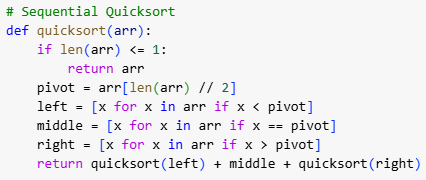 # Sequential Quicksort
def quicksort(arr):
    if len(arr) <= 1:
        return arr
    pivot = arr[len(arr) // 2]
    left = [x for x in arr if x < pivot]
    middle = [x for x in arr if x == pivot]
    right = [x for x in arr if x > pivot]
    return quicksort(left) + middle + quicksort(right)